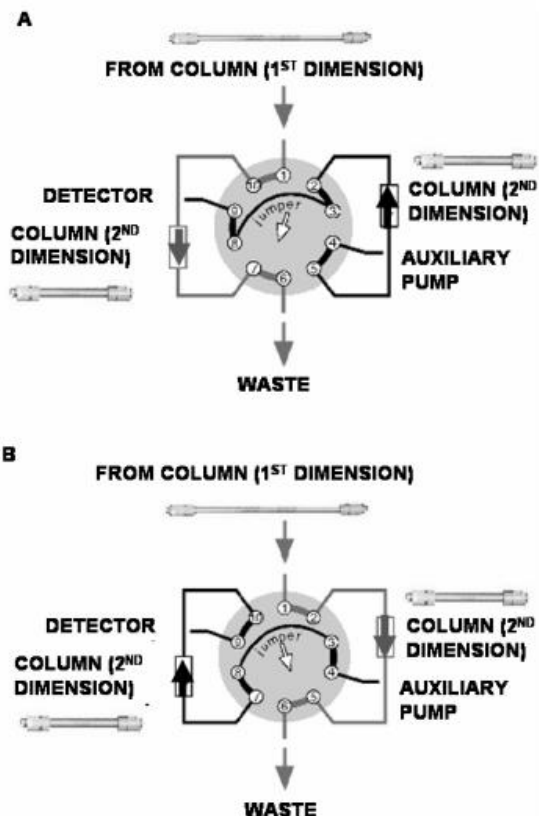 A
FROM COLUMN (1ST DIMENSION)
10 1 2
DETECTOR
9 3
COLUMN (2ND
DIMENSION)
jumper
COLUMN (2ND
DIMENSION)
8 4
AUXILIARY
PUMP
7 6 5
WASTE
B
FROM COLUMN (1ST DIMENSION)
10 1 2
DETECTOR
9 3
COLUMN (2ND
DIMENSION)
jumper
COLUMN (2ND
DIMENSION)
8 4
AUXILIARY
PUMP
7 6 5
WASTE